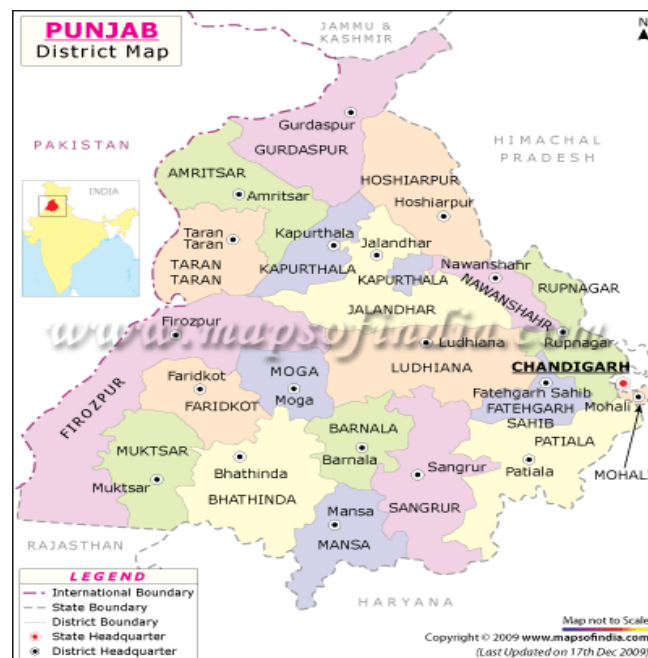 PUNJAB
District Map
JAMMU &
KASHMIR
N
PAKISTAN
HIMACHAL
PRADESH
INDIA
Gurdaspur
GURDASPUR
AMRITSAR
Amritsar
HOSHIARPUR
Hoshiarpur
Taran
Taran
TARAN
TARAN
Kapurthala
KAPURTHALA
Jalandhar
KAPURTHALA
JALANDHAR
Nawanshahr
NAWANSHAHR
RUPNAGAR
Rupnagar
www.mapsofindia.com
Firozpur
FIROZPUR
Ludhiana
LUDHIANA
CHANDIGARH
Faridkot
FARIDKOT
MOGA
Moga
Fatehgarh Sahib
FATEHGARH
SAHIB
Mohali
MOHALI
MUKTSAR
Muktsar
Bhathinda
BHATHINDA
BARNALA
Barnala
Sangrur
SANGRUR
PATIALA
Patiala
Mansa
MANSA
RAJASTHAN
HARYANA
LEGEND
International Boundary
State Boundary
District Boundary
State Headquarter
District Headquarter
Map not to Scale
Copyright © 2009 www.mapsofindia.com
(Last Updated on 17th Dec 2009)